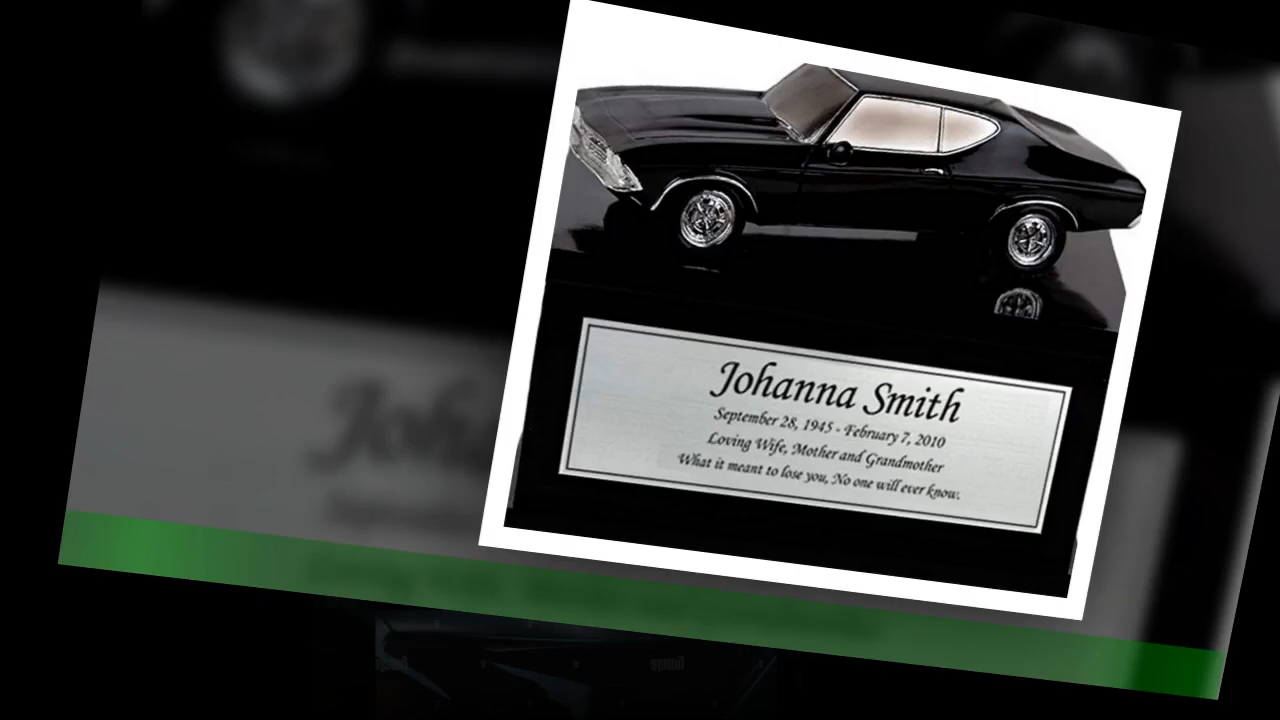 Johanna Smith
September 28, 1945 - February 7, 2010
Loving Wife, Mother and Grandmother
What it meant to lose you, No one will ever know.